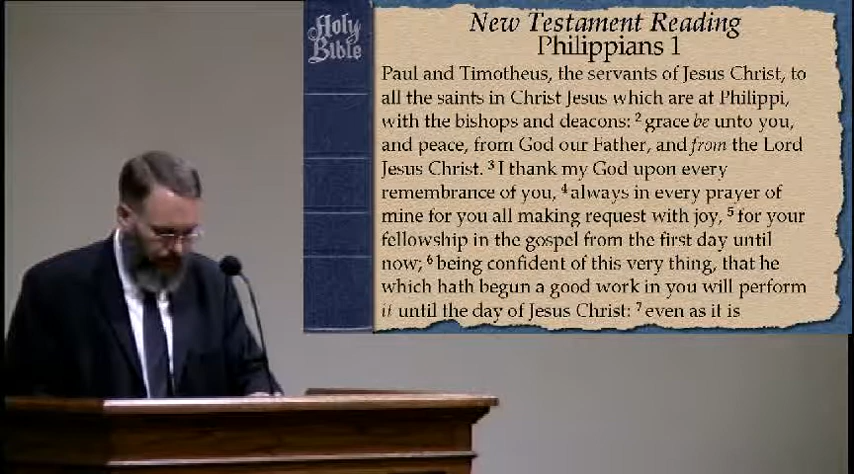 Holy
Bible
New Testament Reading
Philippians 1
Paul and Timotheus, the servants of Jesus Christ, to
all the saints in Christ Jesus which are at Philippi,
with the bishops and deacons: ² grace be unto you,
and peace, from God our Father, and from the Lord
Jesus Christ. ³ I thank my God upon every
remembrance of you, ⁴ always in every prayer of
mine for you all making request with joy, ⁵ for your
fellowship in the gospel from the first day until
now; ⁶ being confident of this very thing, that he
which hath begun a good work in you will perform
it until the day of Jesus Christ: ⁷ even as it is